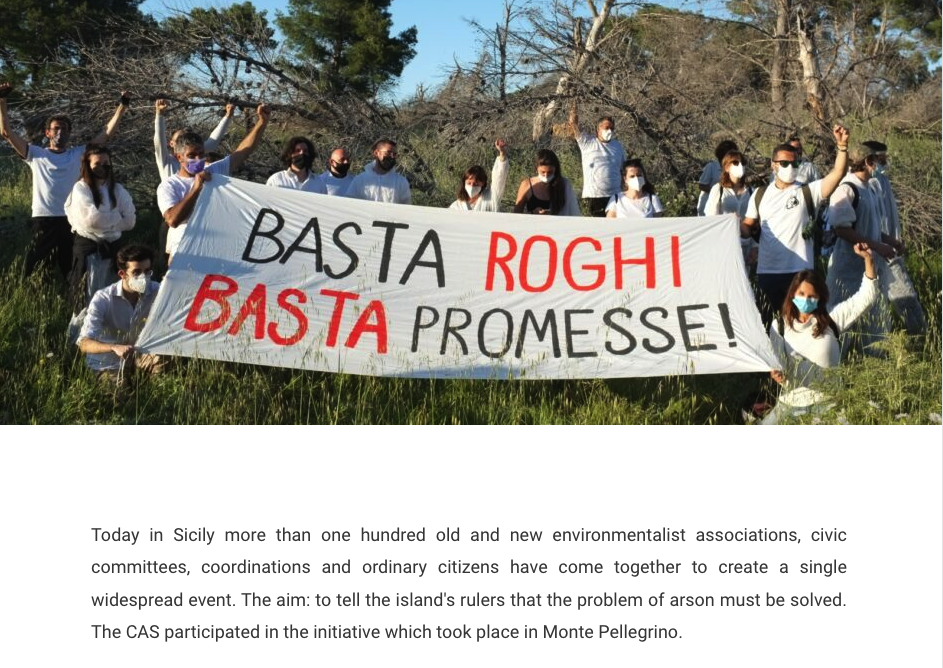 BASTA ROGHI
BASTA PROMESSE!
Today in Sicily more than one hundred old and new environmentalist associations, civic
committees, coordinations and ordinary citizens have come together to create a single
widespread event. The aim: to tell the island's rulers that the problem of arson must be solved.
The CAS participated in the initiative which took place in Monte Pellegrino.